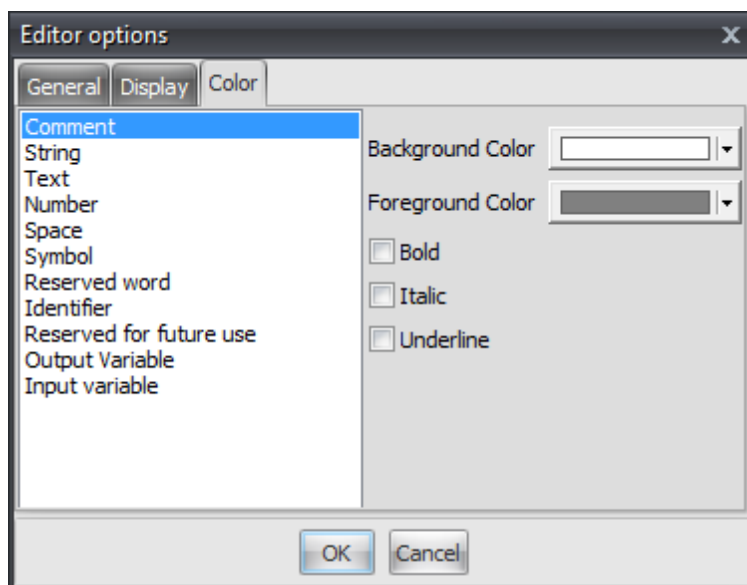 Editor options
General Display Color
Comment
String
Text
Number
Space
Symbol
Reserved word
Identifier
Reserved for future use
Output Variable
Input variable
Background Color
Foreground Color
Bold
Italic
Underline
OK Cancel